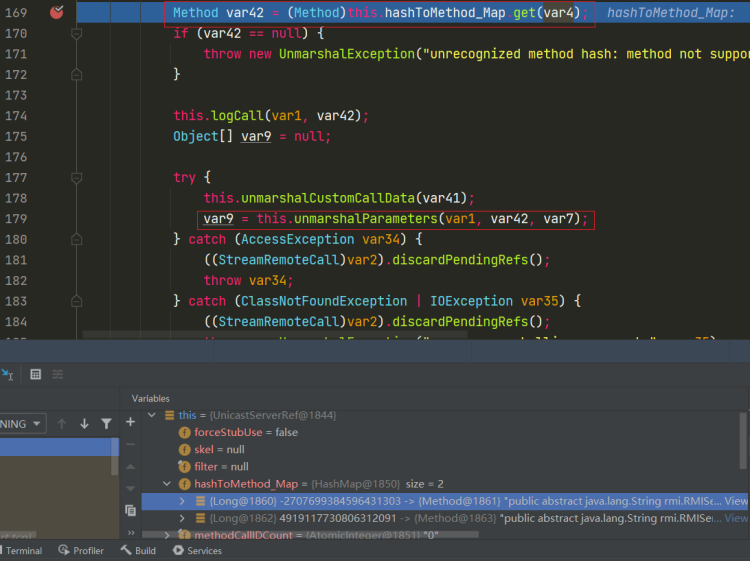 169 Method var42 = (Method)this.hashToMethod_Map.get(var4); hashToMethod_Map:
170 if (var42 == null) {
171 throw new UnmarshalException("unrecognized method hash: method not suppo
172 }
173
174 this.logCall(var1, var42);
175 Object[] var9 = null;
176
177 try {
178 this.unmarshalCustomCallData(var41);
179 var9 = this.unmarshalParameters(var1, var42, var7);
180 } catch (AccessException var34) {
181 ((StreamRemoteCall)var2).discardPendingRefs();
182 throw var34;
183 } catch (ClassNotFoundException | IOException var35) {
184 ((StreamRemoteCall)var2).discardPendingRefs();
Variables
NING
this = {UnicastServerRef@1844}
forceStubUse = false
skel = null
filter = null
hashToMethod_Map = {HashMap@1850} size = 2
{Long@1860} -2707699384596431303 -> {Method@1861} "public abstract java.lang.String rmi.RMISe... View
{Long@1862} 4919117730806312091 -> {Method@1863} "public abstract java.lang.String rmi.RMISe... View
methodCallIDCount = {AtomicInteger@1851} "0"
Terminal Profiler Build Services